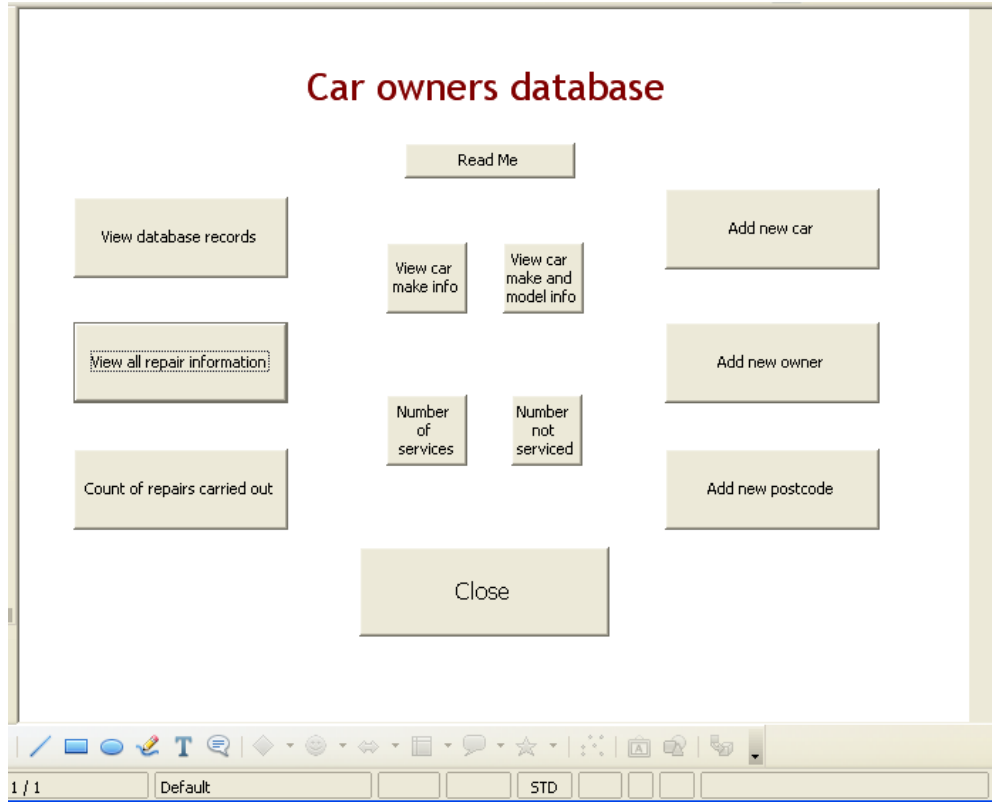 Car owners database
Read Me
View database records
View car
make info
View car
make and
model info
Add new car
View all repair information
Add new owner
Number
of
services
Number
not
serviced
Count of repairs carried out
Add new postcode
Close
T
A
1 / 1
Default
STD